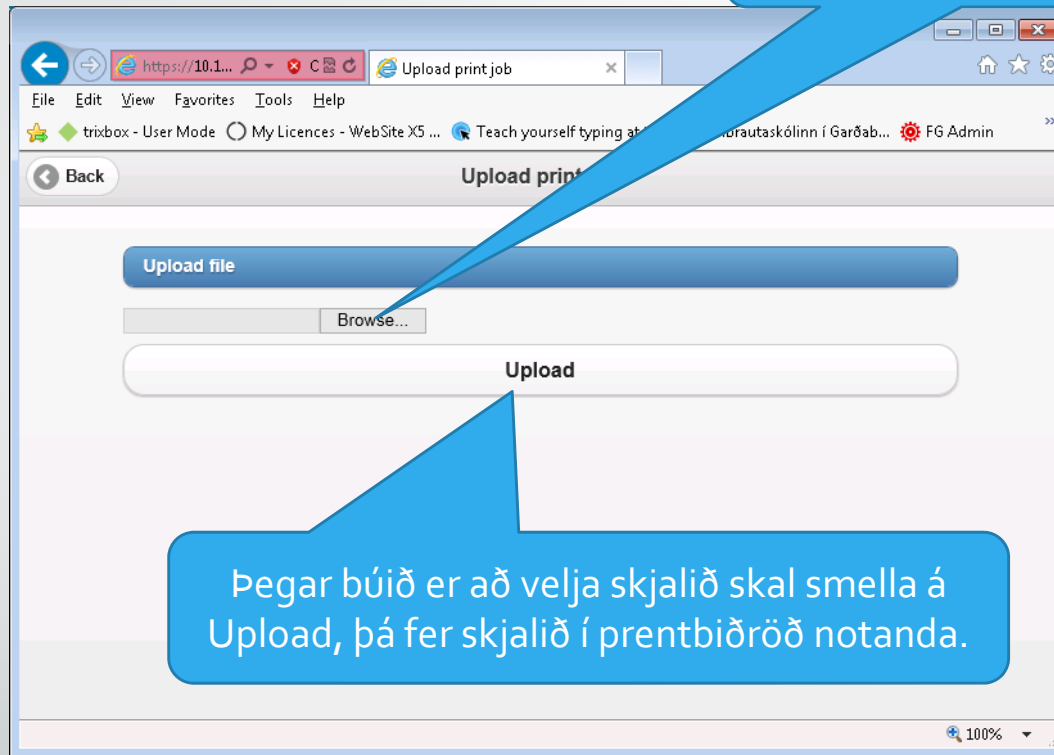 https://10.1... Upload print job
File Edit View Favorites Tools Help
trixbox - User Mode My Licences - WebSite X5 ... Teach yourself typing at í Garðab... FG Admin
Back Upload print
Upload file
Browse...
Upload
Þegar búið er að velja skjalið skal smella á
Upload, þá fer skjalið í prentbiðröð notanda.
100%